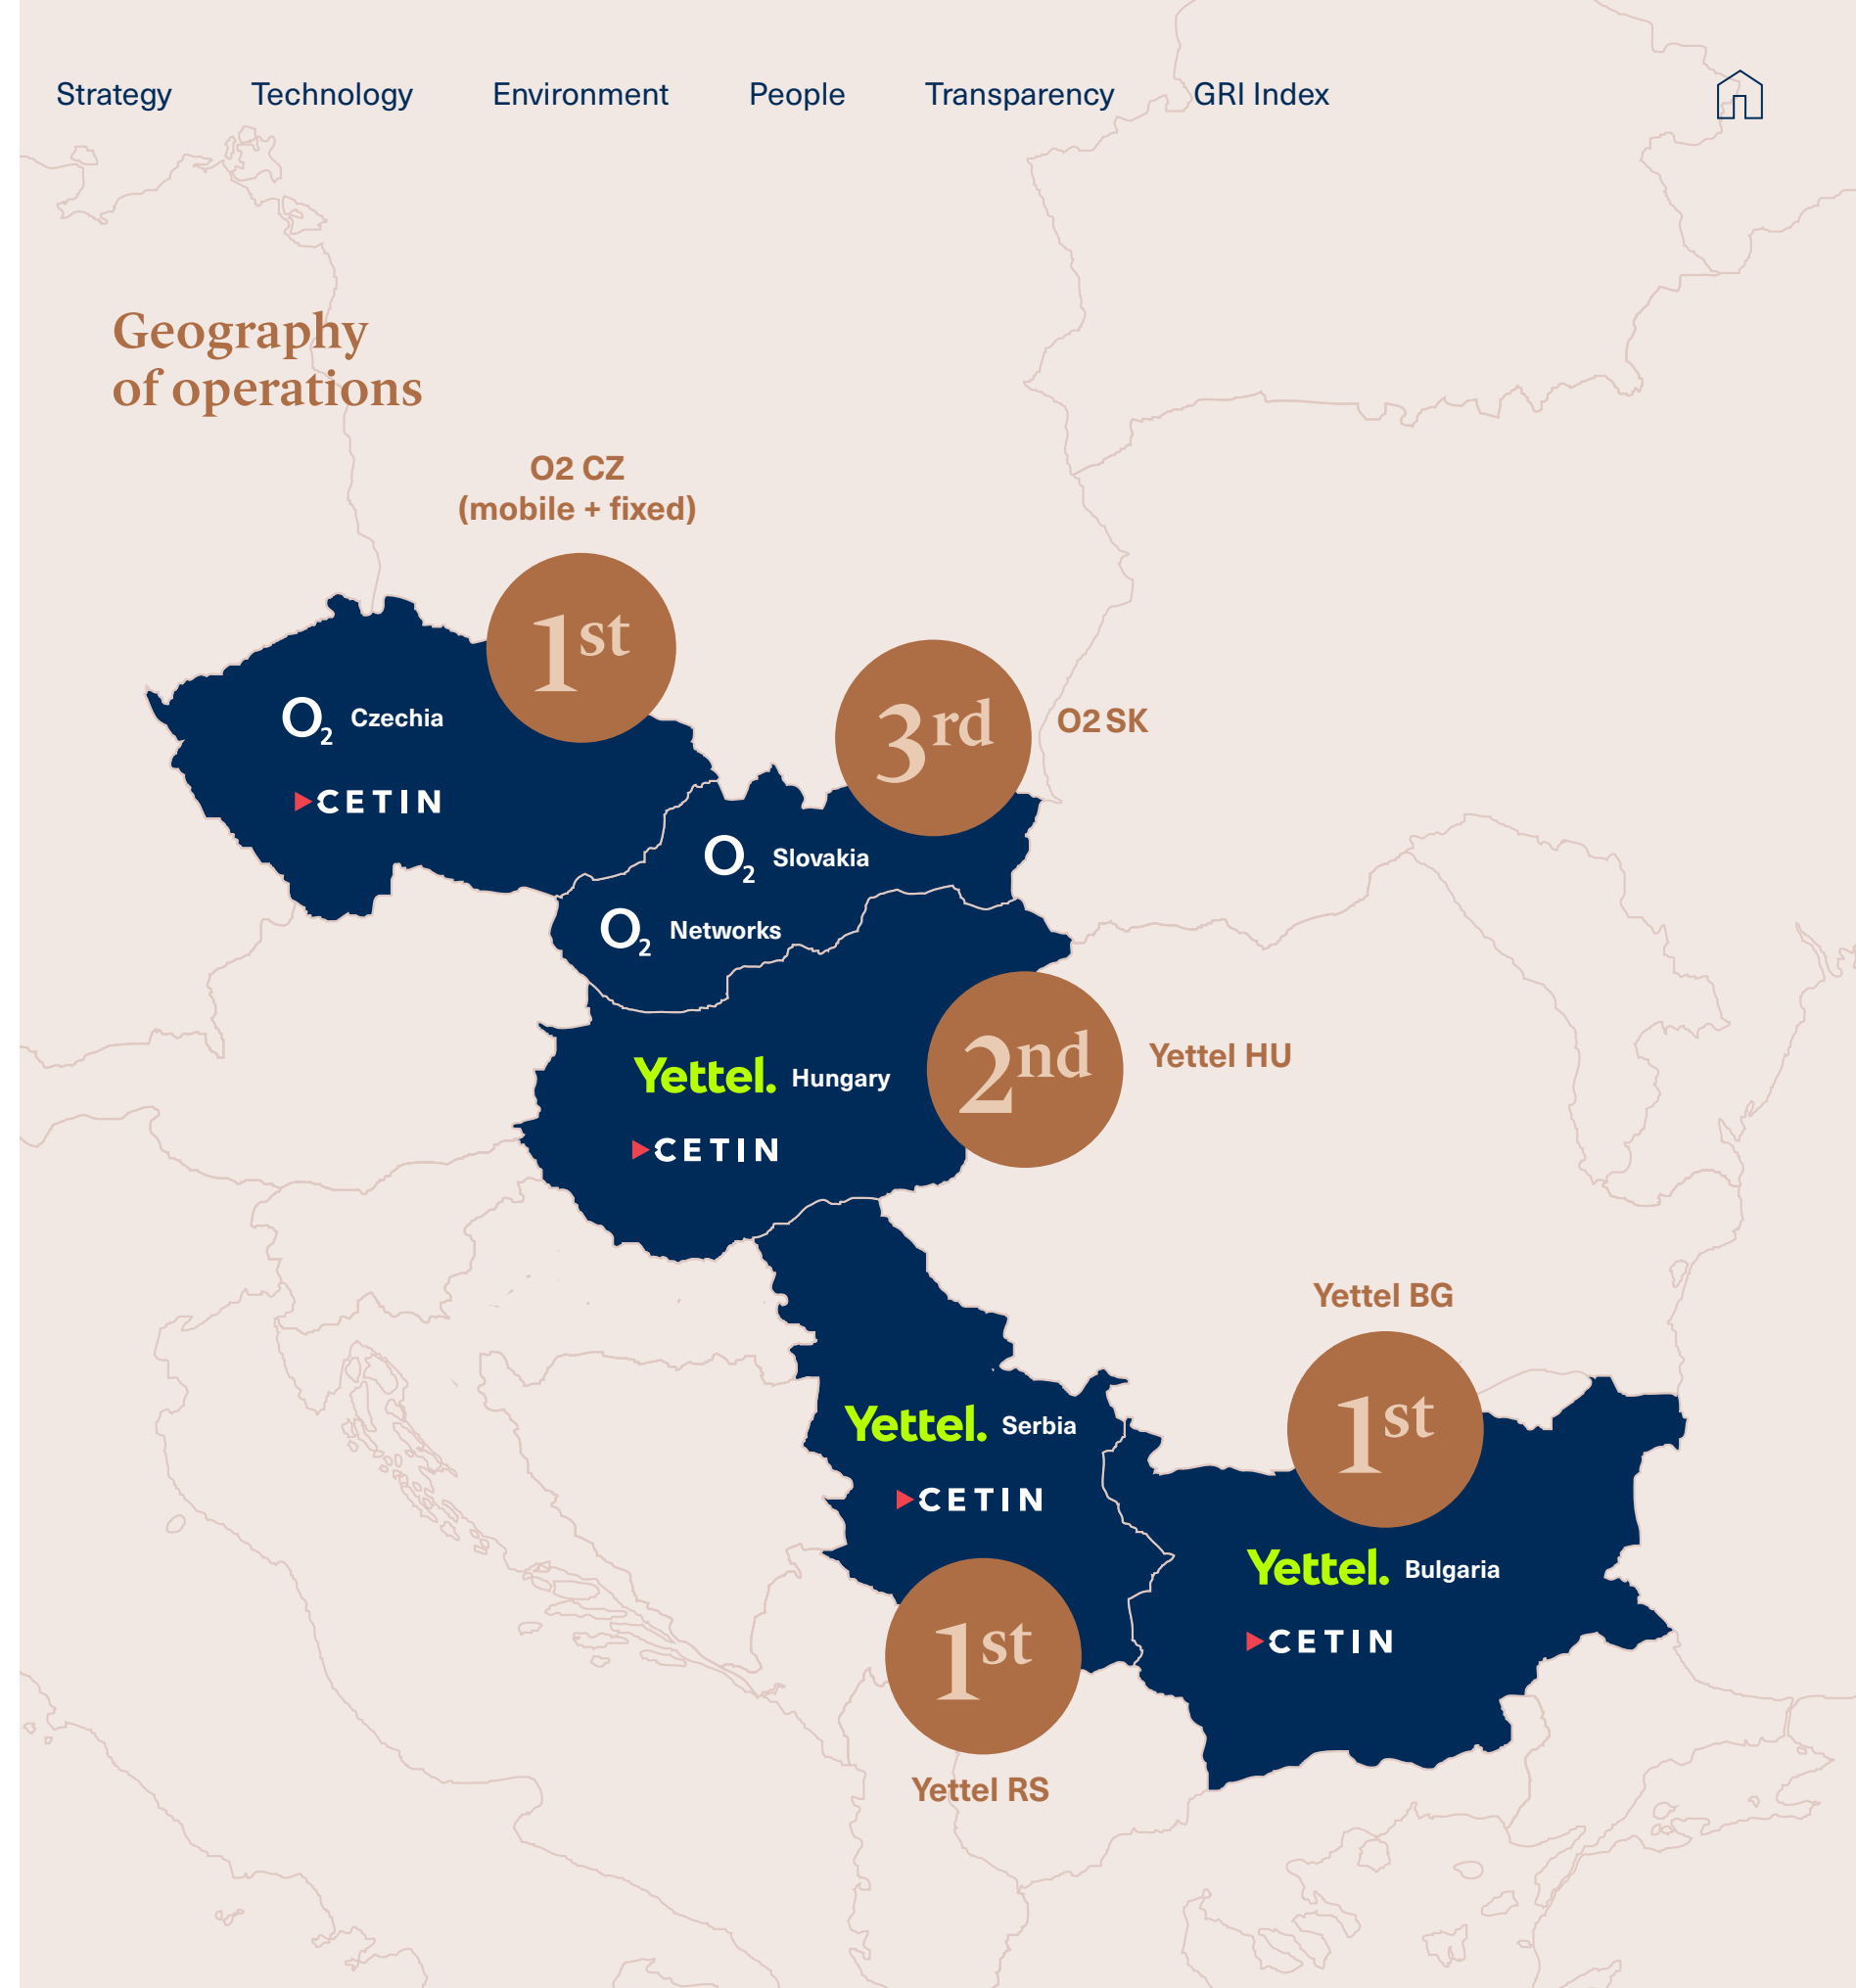 Strategy
Technology
Environment
People
Transparency
GRI Index
Geography
of operations
O2 CZ
(mobile + fixed)
1st
O2 Czechia
CETIN
3rd
O2 SK
O2 Slovakia
O2 Networks
2nd
Yettel HU
Yettel. Hungary
CETIN
Yettel BG
1st
Yettel. Serbia
CETIN
Yettel. Bulgaria
CETIN
1st
Yettel RS